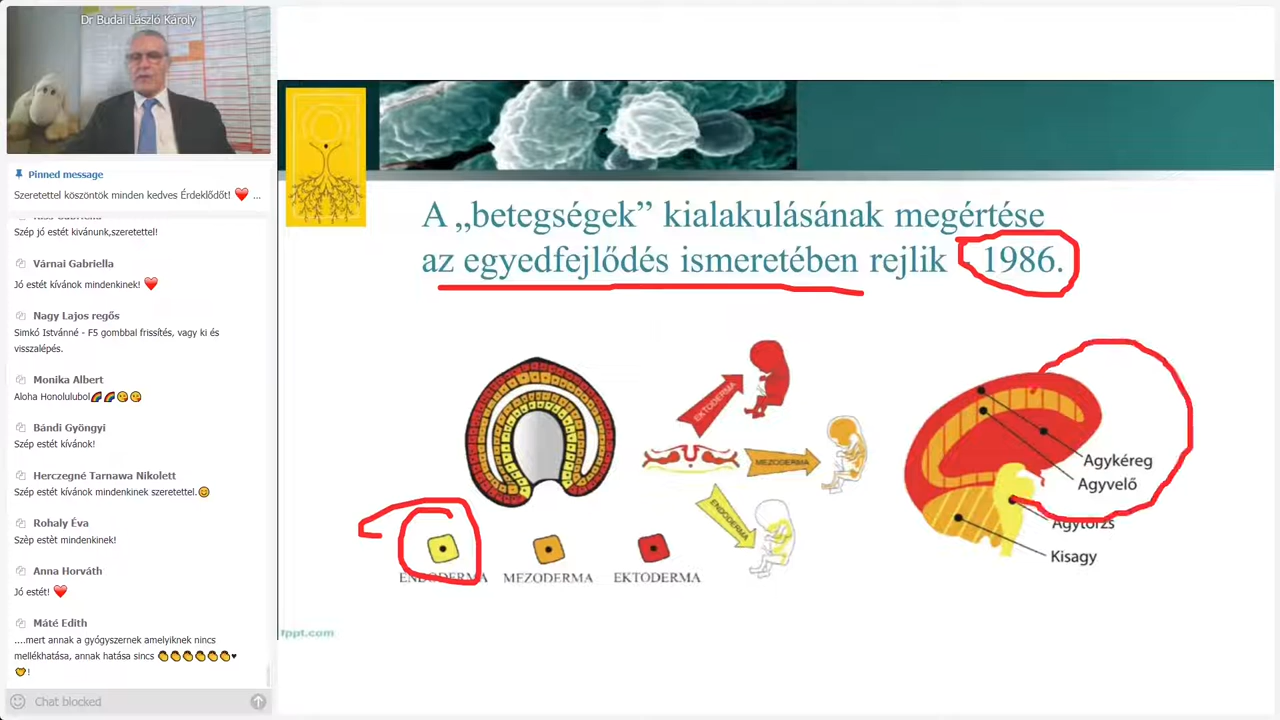 Dr Budai László Károly
Pinned message
Szeretettel köszöntök minden kedves Érdeklődőt! ❤️ ...
Szép jó estét kivánunk,szeretettel!
Várnai Gabriella
Jó estét kívánok mindenkinek! ❤️
Nagy Lajos regős
Simkó Istvánné - F5 gombbal frissítés, vagy ki és
visszalépés.
Monika Albert
Aloha Honolulubol🌈🌈😘😘
Bándi Gyöngyi
Szép estét kívánok!
Herczegné Tarnawa Nikolett
Szép estét kívánok mindenkinek szeretettel.😊
Rohaly Éva
Szèp estèt mindenkinek!
Anna Horváth
Jó estét! ❤️
Máté Edith
....mert annak a gyógyszernek amelyiknek nincs
mellékhatása, annak hatása sincs 👏👏👏👏👏👏♥
!
Chat blocked
A „betegségek” kialakulásának megértése
az egyedfejlődés ismeretében rejlik - 1986.
EKTODERMA
MEZODERMA
ENDODERMA
ENDODERMA
MEZODERMA
EKTODERMA
Agykéreg
Agyvelő
Agytörzs
Kisagy
fppt.com